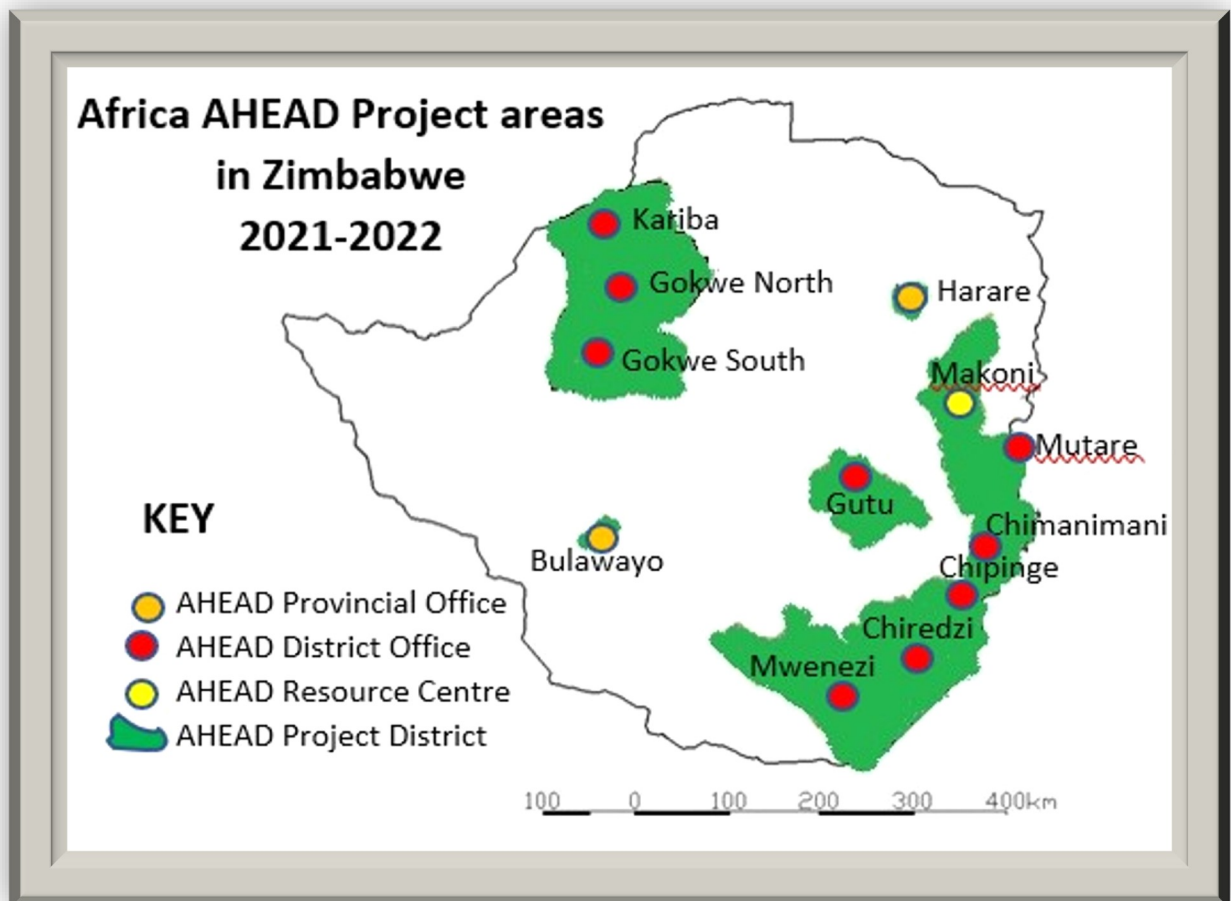 Africa AHEAD Project areas
in Zimbabwe
2021-2022
Kariba
Gokwe North
Gokwe South
Harare
Makoni
Mutare
Gutu
Chimanimani
Chipinge
Chiredzi
Mwenezi
Bulawayo
KEY
AHEAD Provincial Office
AHEAD District Office
AHEAD Resource Centre
AHEAD Project District
100 0 100 200 300 400km